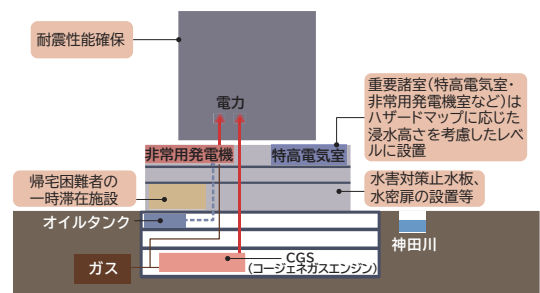 耐震性能確保
電力
重要諸室(特高電気室・
非常用発電機室など)は
ハザードマップに応じた
浸水高さを考慮したレベ
ルに設置
非常用発電機
特高電気室
帰宅困難者の
一時滞在施設
水害対策止水板、
水密扉の設置等
オイルタンク
神田川
ガス
CGS
(コージェネガスエンジン)